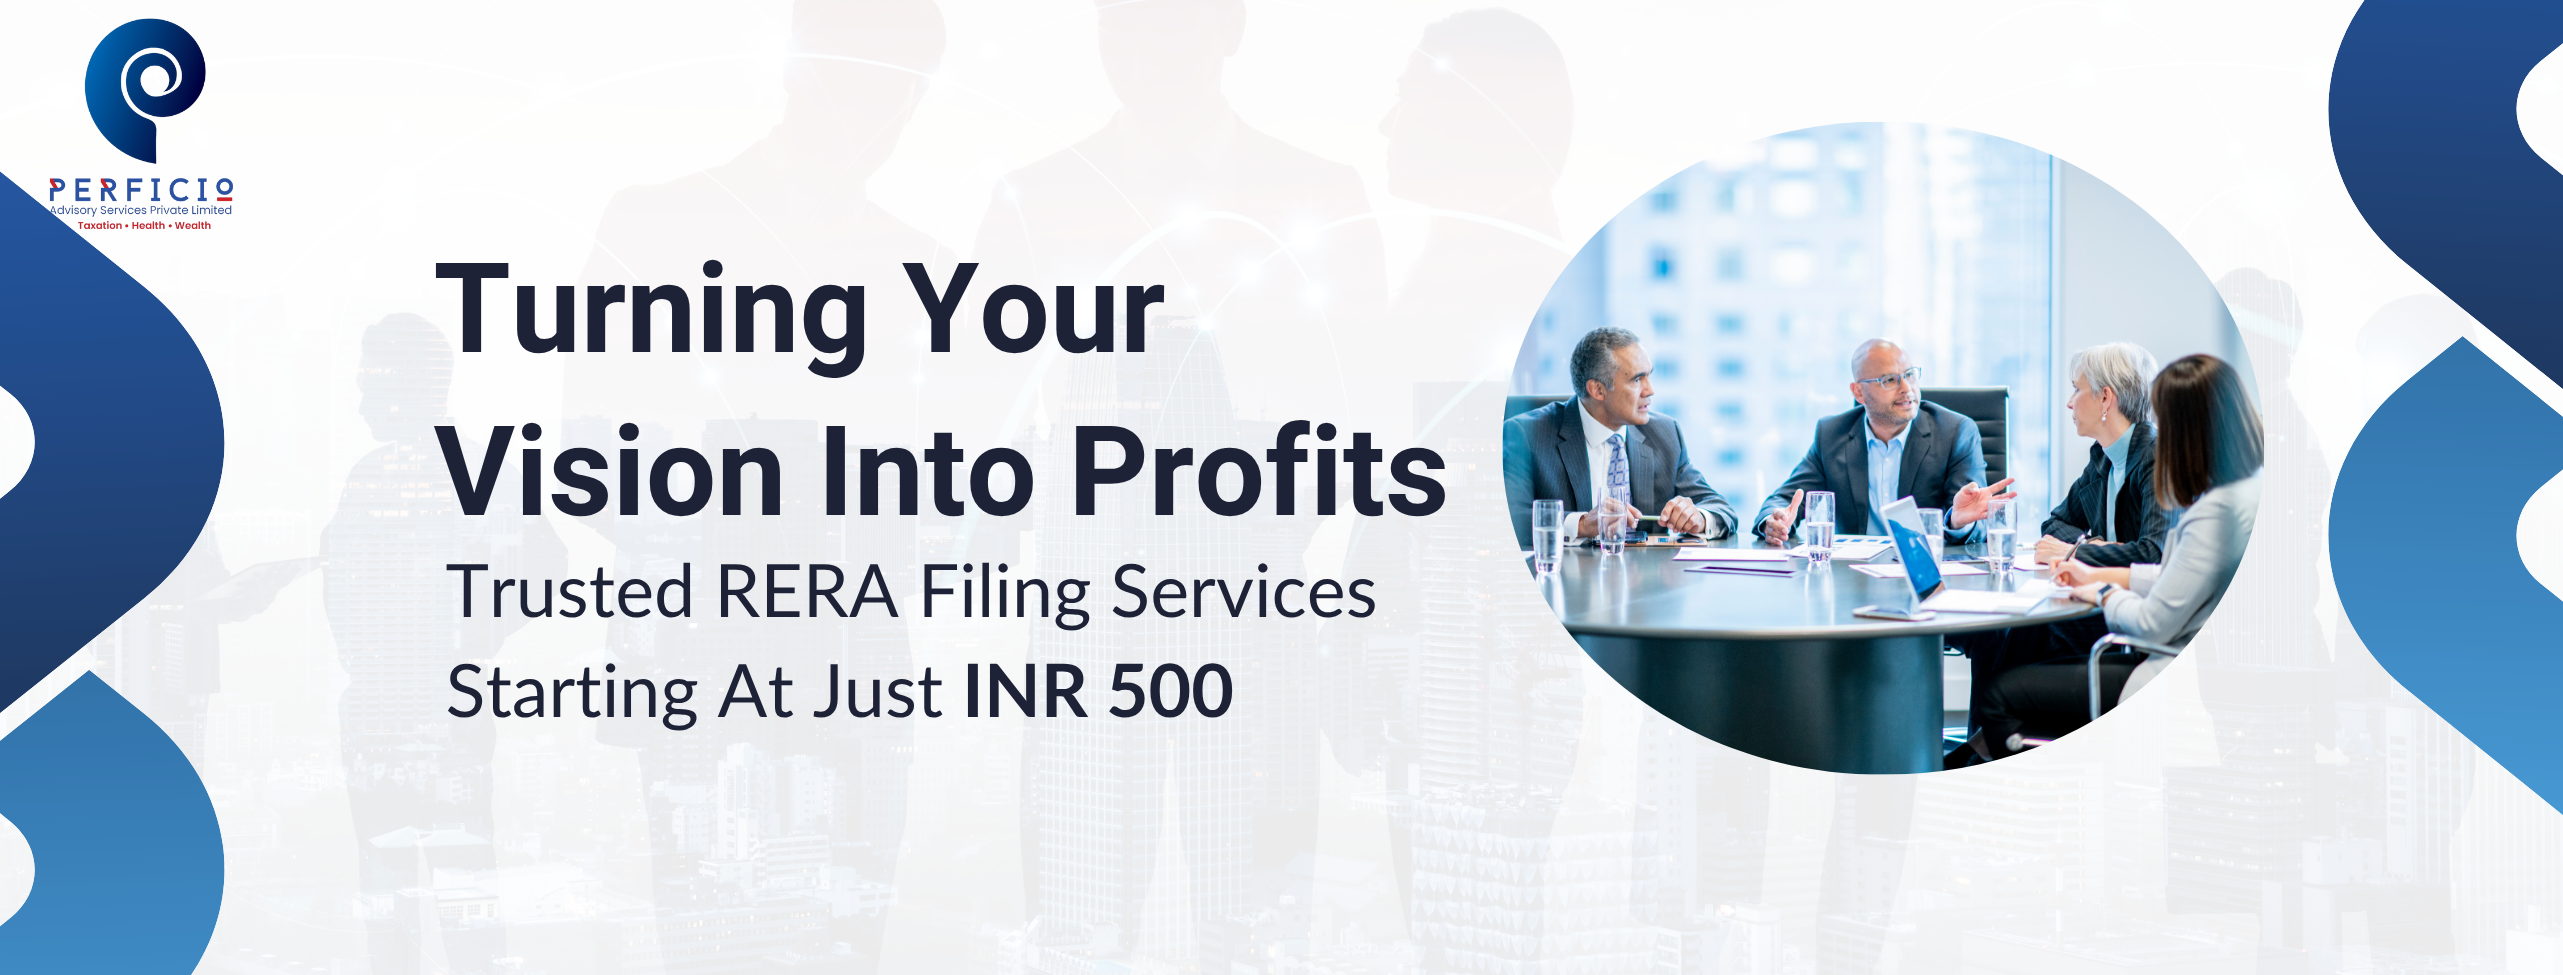 PERFICIO
Advisory Services Private Limited
Taxation • Health • Wealth
Turning Your
Vision Into Profits
Trusted RERA Filing Services
Starting At Just INR 500